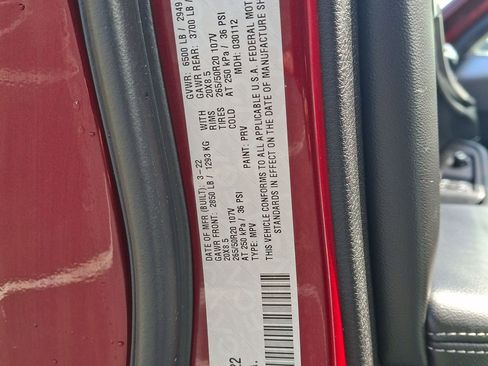 DATE OF MFR (BUILT): 3-22 GVWR: 6500 LB / 2949
GAWR FRONT: 2850 LB / 1293 KG WITH GAWR REAR: 3700 LB /
20X8.5 RIMS 20X8.5
265/50R20 107V TIRES 265/50R20 107V
AT 250 kPa / 36 PSI COLD AT 250 kPa / 36 PSI
TYPE: MPV PAINT: PRV MDH: 030112
THIS VEHICLE CONFORMS TO ALL APPLICABLE U.S.A. FEDERAL MOT
STANDARDS IN EFFECT ON THE DATE OF MANUFACTURE SH
22